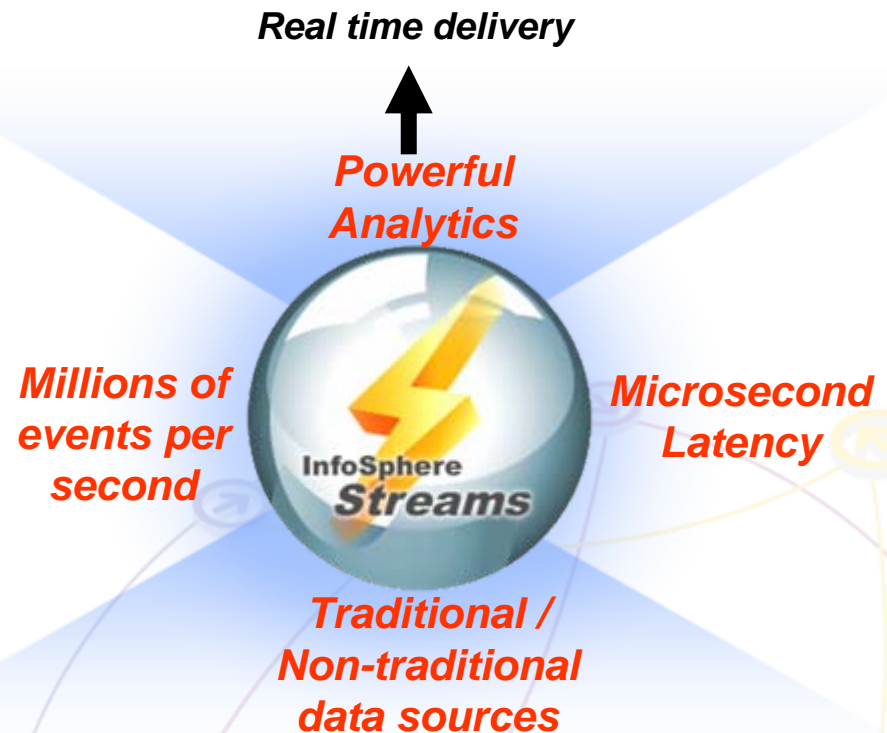 Real time delivery
Powerful
Analytics
Millions of
events per
second
Microsecond
Latency
InfoSphere
Streams
Traditional /
Non-traditional
data sources